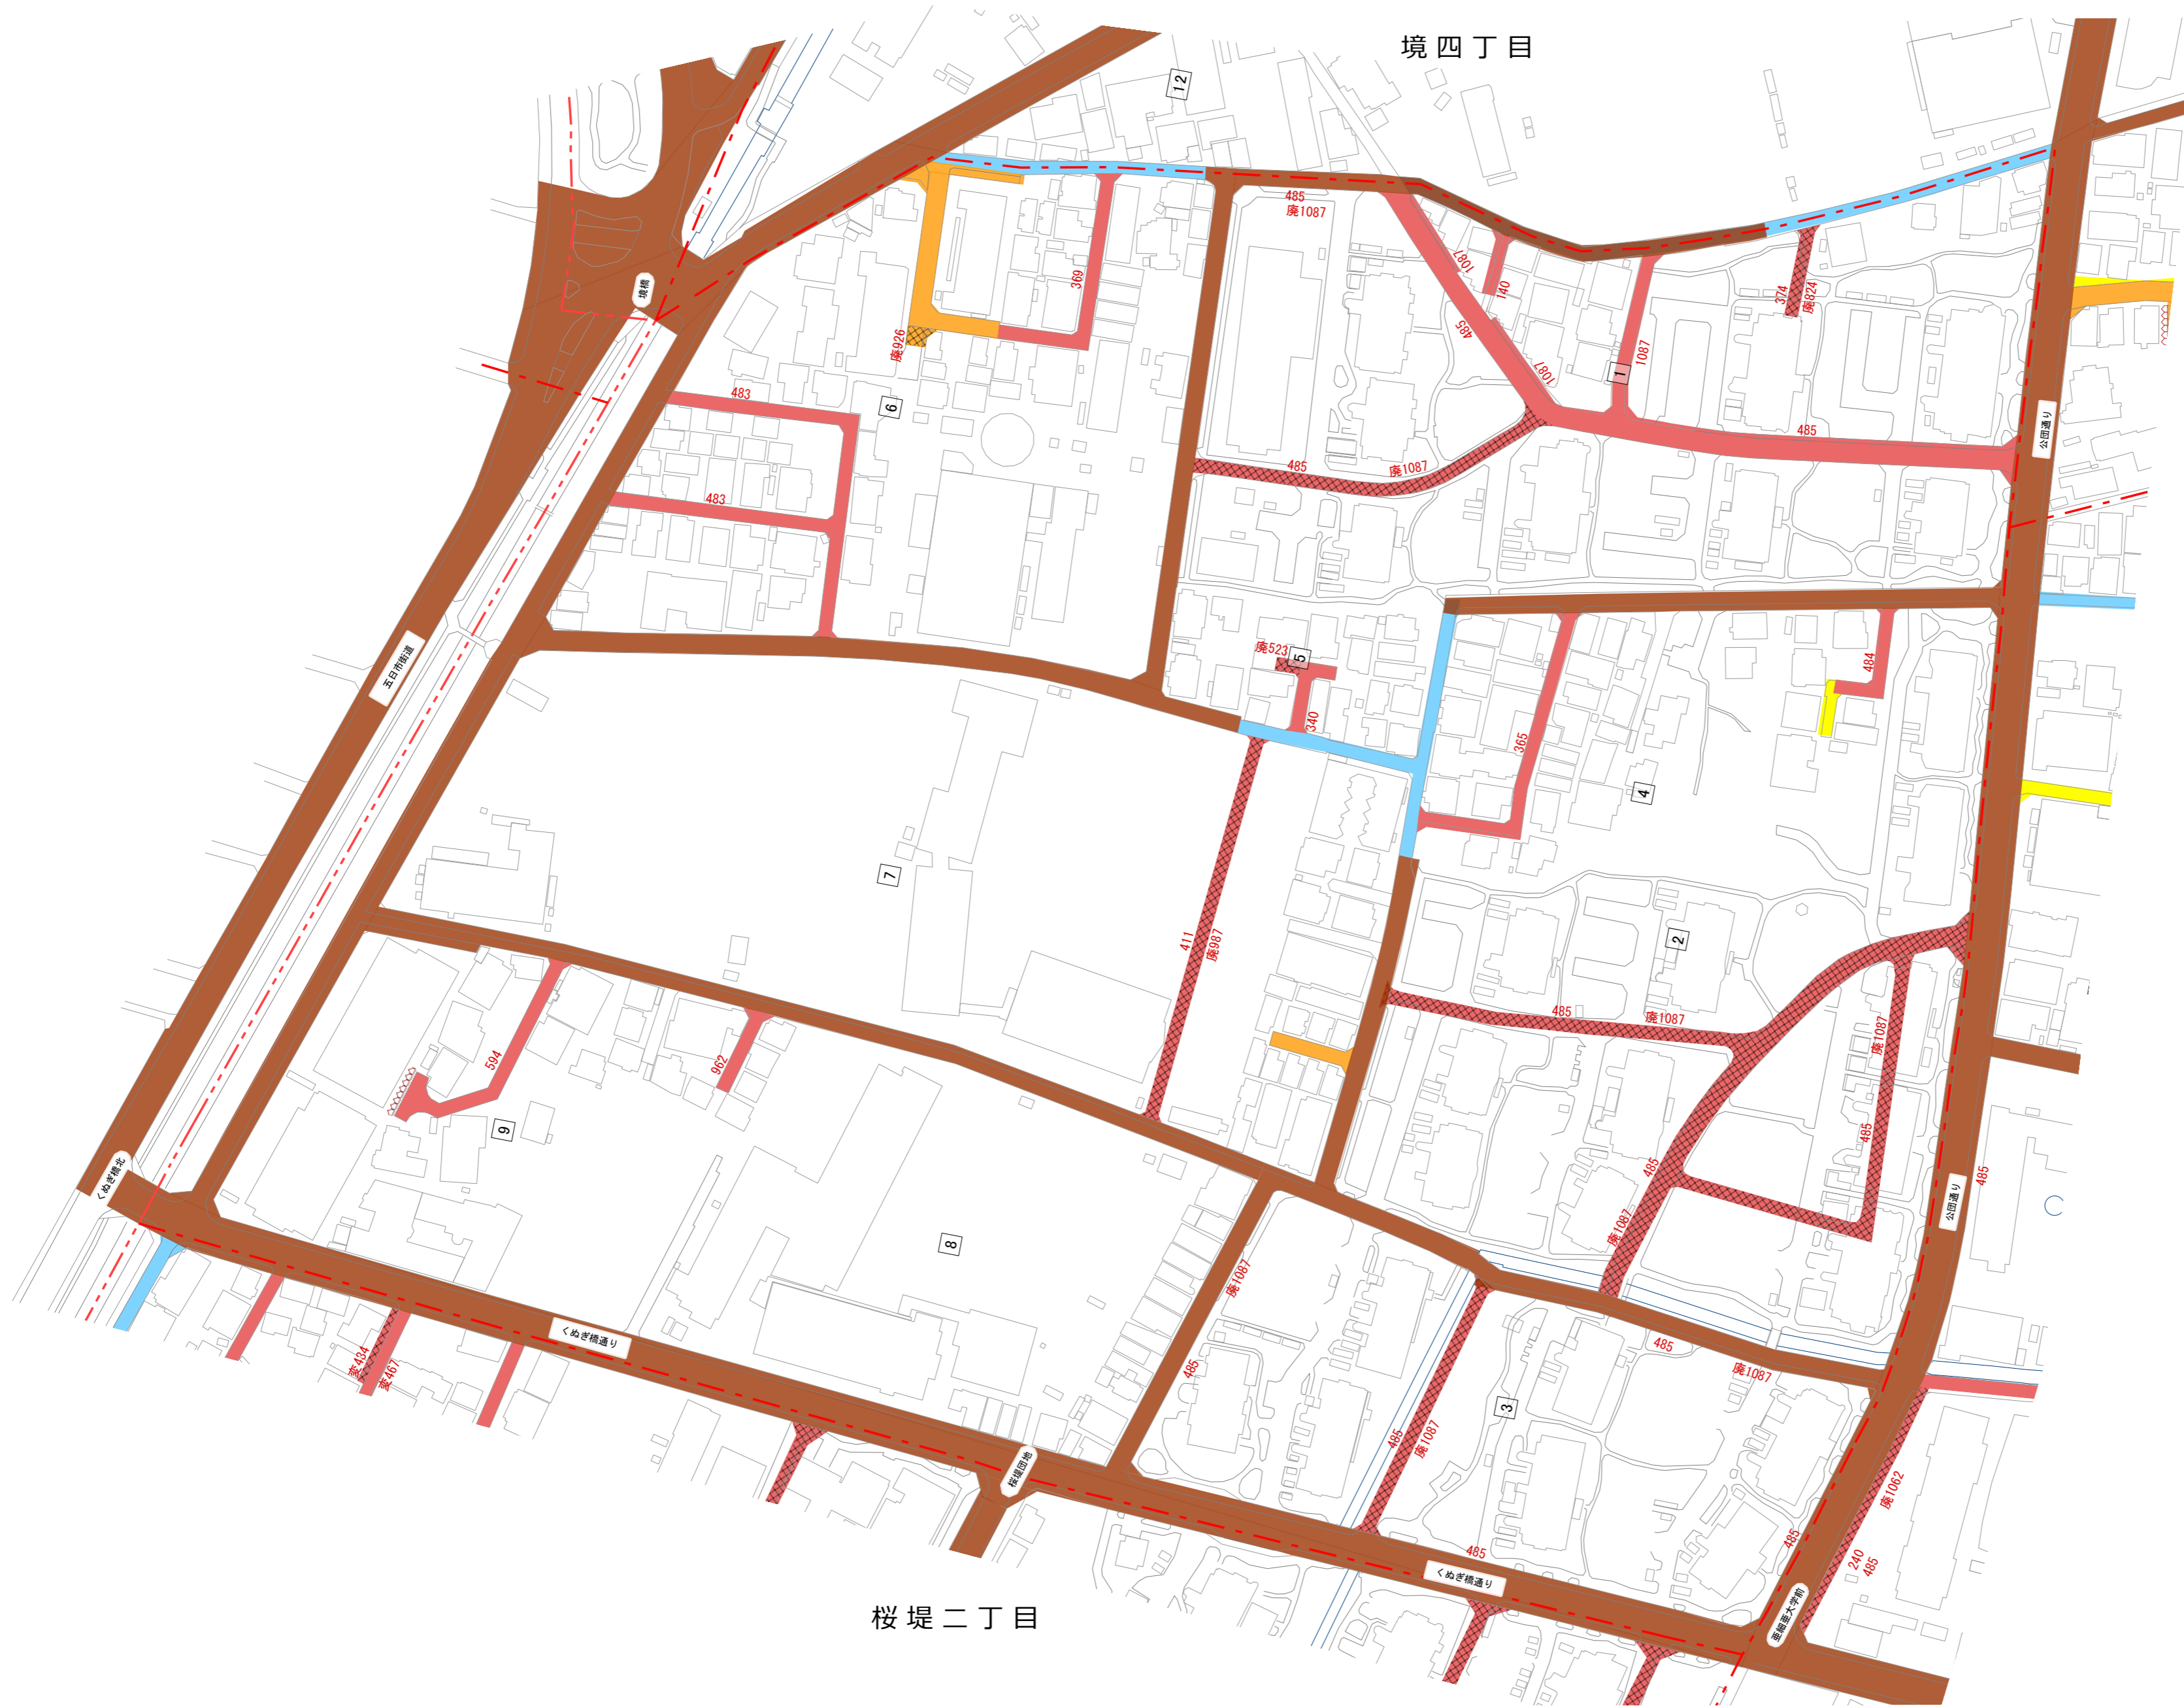 境四丁目
12
485
廃1087
369
境橋
1087
140
374
廃824
485
1087
1087
1
廃926
483
6
485
公団通り
485
廃1087
483
五日市街道
廃523
5
340
484
365
4
7
411
廃987
2
485
廃1087
廃1087
594
962
9
485
485
くぬぎ橋北
485
公団通り
廃1087
8
廃1087
くぬぎ橋通り
変434
変467
485
485
廃1087
3
485
廃1087
桜堤団地
廃1062
485
240
485
485
くぬぎ橋通り
亜細亜大学前
桜堤二丁目